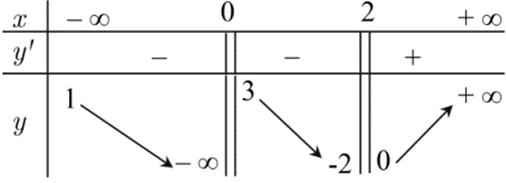 x −∞ 0 2 +∞
y′ − − +
1 3 +∞
y
−∞ -2 0